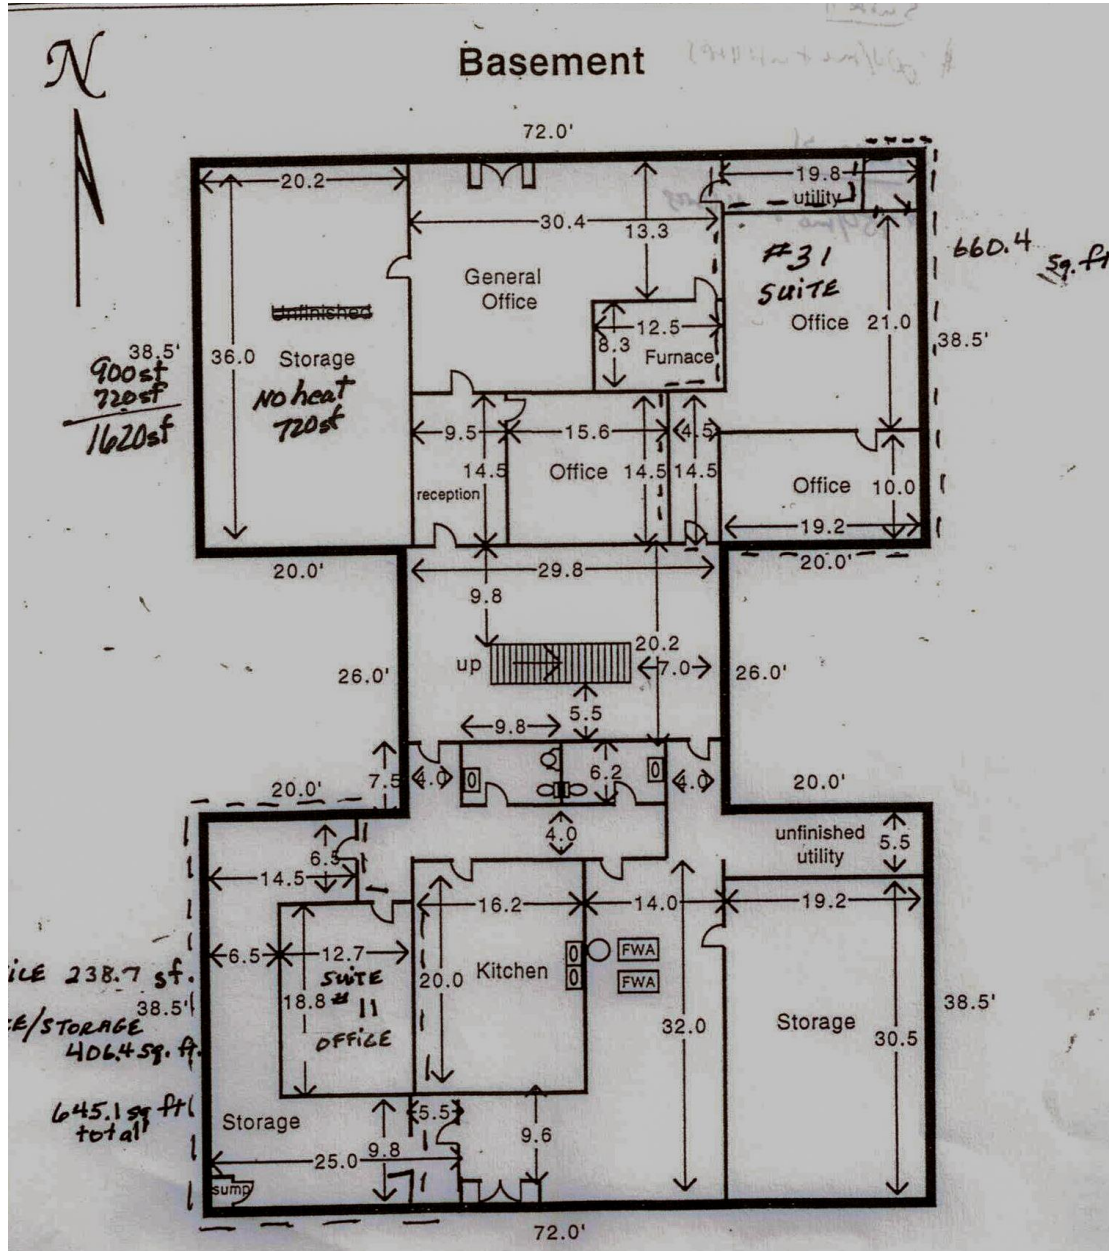 N
Basement
72.0'
20.2
19.8
utility
30.4
13.3
660.4
Sq. ft
#31
SUITE
General
Office
Office
21.0
12.5
38.5'
38.5'
Unfinished
Storage
36.0
8.3
Furnace
900sf
720sf
1620sf
No heat
720sf
9.5
15.6
4.5
14.5
Office
14.5
14.5
reception
Office
10.0
19.2
20.0'
29.8
20.0'
9.8
up
20.2
7.0
26.0'
26.0'
5.5
9.8
7.5
4.0
6.2
4.0
20.0'
20.0'
4.0
unfinished
utility
5.5
6.5
14.5
16.2
14.0
19.2
6.5
12.7
FWA
FWA
Kitchen
238.7 sf.
SUITE
# 11
OFFICE
18.8
20.0
38.5'
38.5'
/STORAGE
406.4 sq. ft.
32.0
Storage
30.5
645.1 sq ft
total
Storage
5.5
9.8
9.6
25.0
sump
72.0'